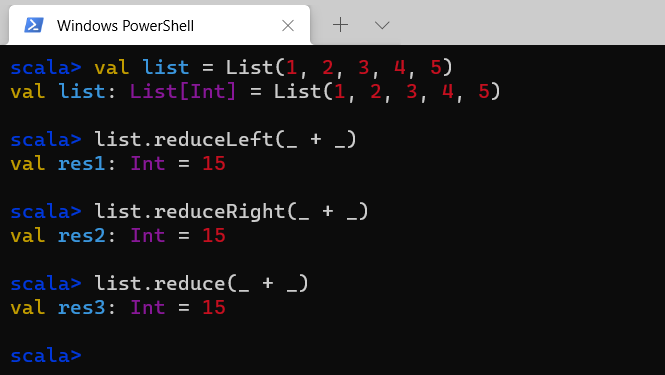 Windows PowerShell
scala> val list = List(1, 2, 3, 4, 5)
val list: List[Int] = List(1, 2, 3, 4, 5)
scala> list.reduceLeft(_ + _)
val res1: Int = 15
scala> list.reduceRight(_ + _)
val res2: Int = 15
scala> list.reduce(_ + _)
val res3: Int = 15
scala>